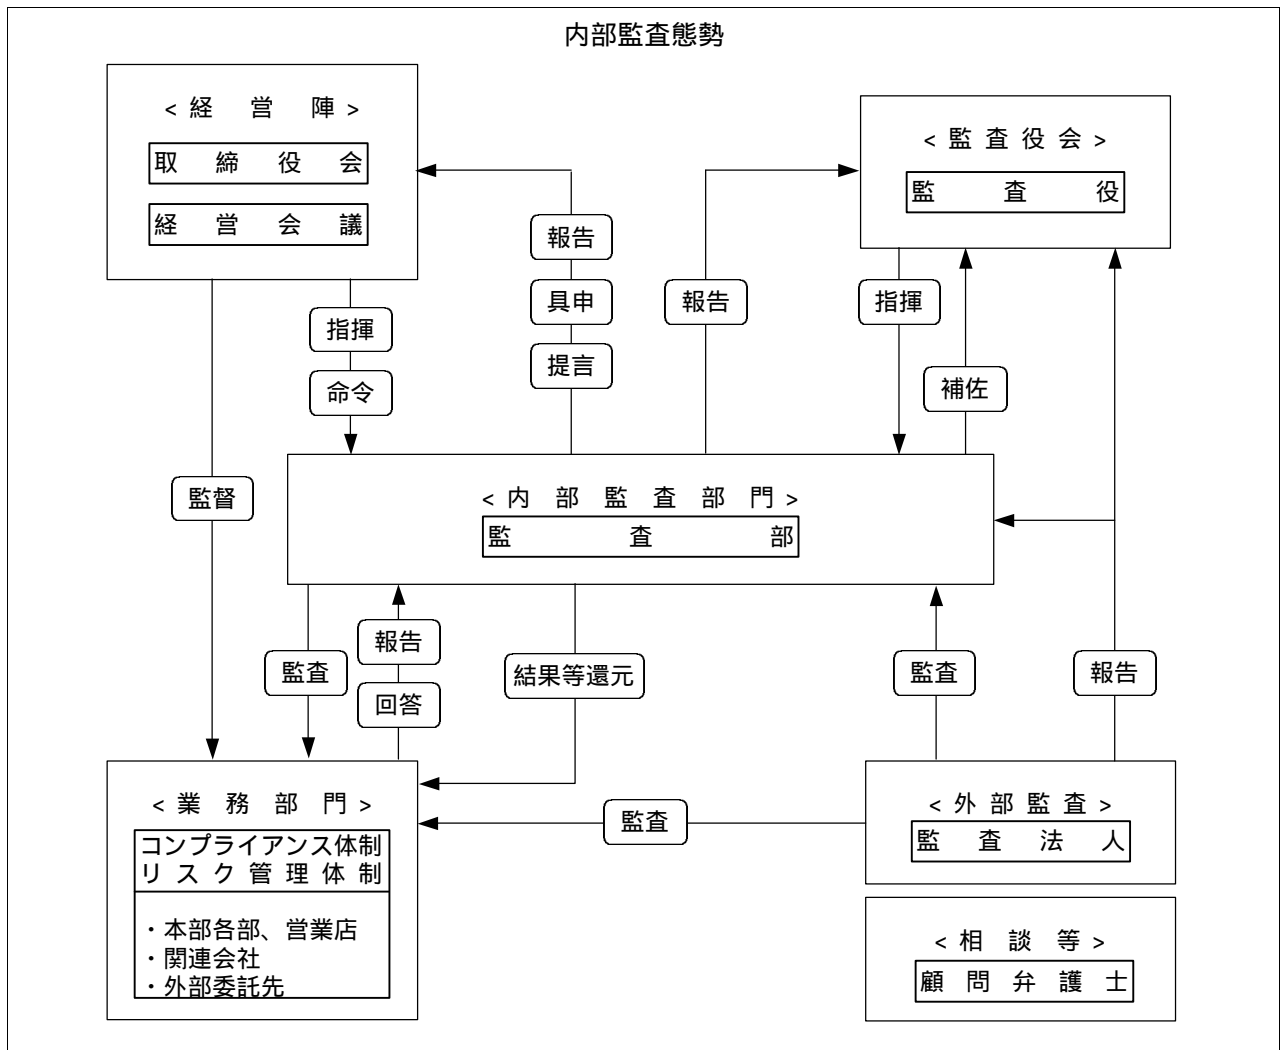 内部監査態勢
<経営陣>
取締役会
経営会議
<監査役会>
監査役
報告
具申
提言
報告
指揮
補佐
指揮
命令
監督
<内部監査部門>
監査部
監査
報告
回答
結果等還元
監査
報告
<業務部門>
コンプライアンス体制
リスク管理体制
・本部各部、営業店
・関連会社
・外部委託先
監査
<外部監査>
監査法人
<相談等>
顧問弁護士